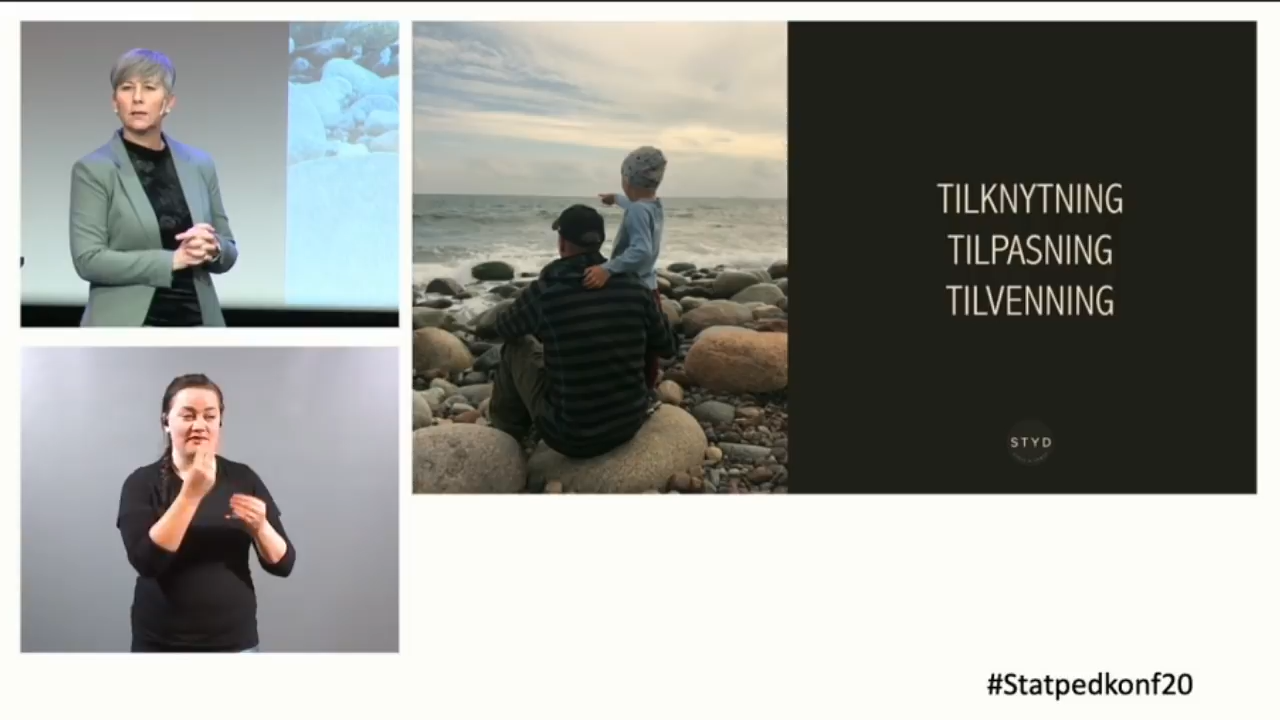 TILKNYTNING
TILPASNING
TILVENNING
STYD
#Statpedkonf20